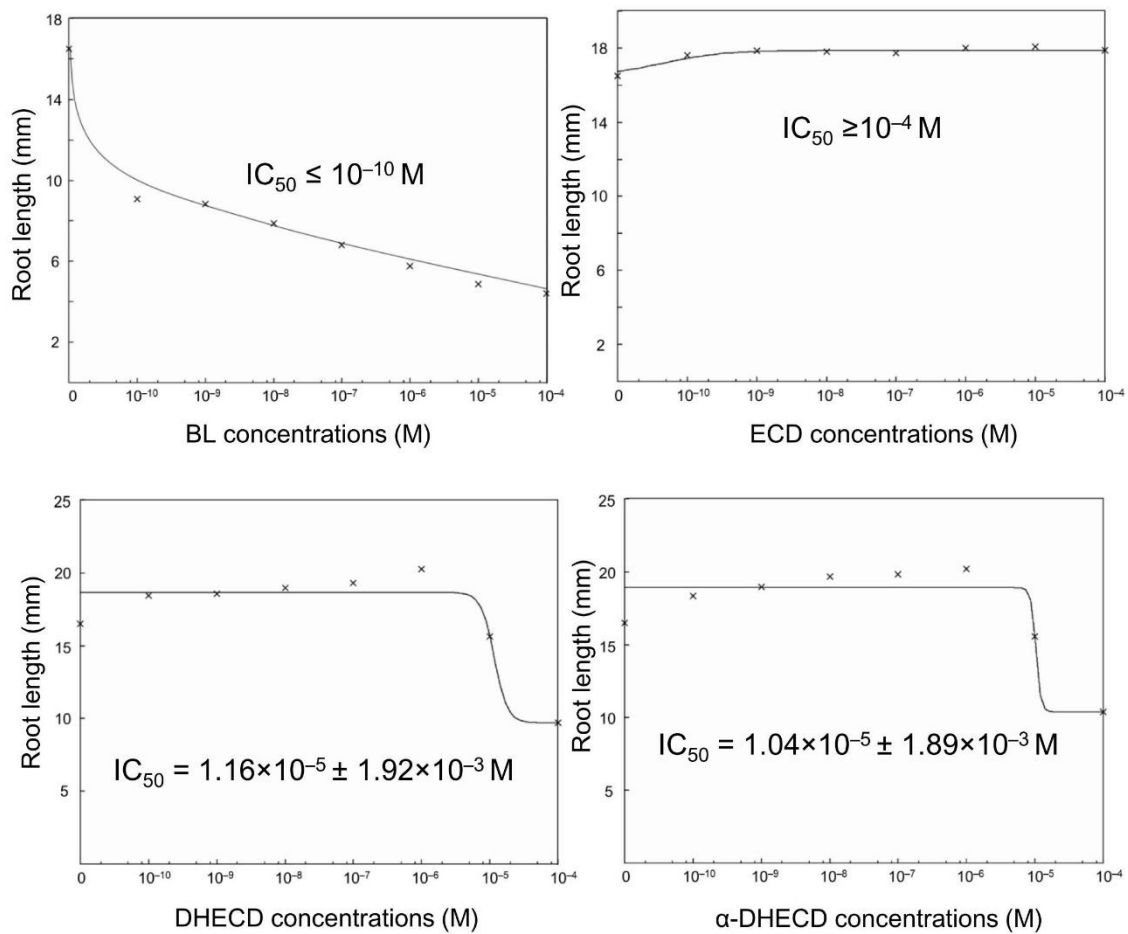 18
14
10
6
2
Root length (mm)
IC50 ≤ 10–10 M
0 10–10 10–9 10–8 10–7 10–6 10–5 10–4
BL concentrations (M)
18
14
10
6
2
Root length (mm)
IC50 ≥10–4 M
0 10–10 10–9 10–8 10–7 10–6 10–5 10–4
ECD concentrations (M)
25
20
15
10
5
Root length (mm)
IC50 = 1.16×10–5 ± 1.92×10–3 M
0 10–10 10–9 10–8 10–7 10–6 10–5 10–4
DHECD concentrations (M)
25
20
15
10
5
Root length (mm)
IC50 = 1.04×10–5 ± 1.89×10–3 M
0 10–10 10–9 10–8 10–7 10–6 10–5 10–4
α-DHECD concentrations (M)